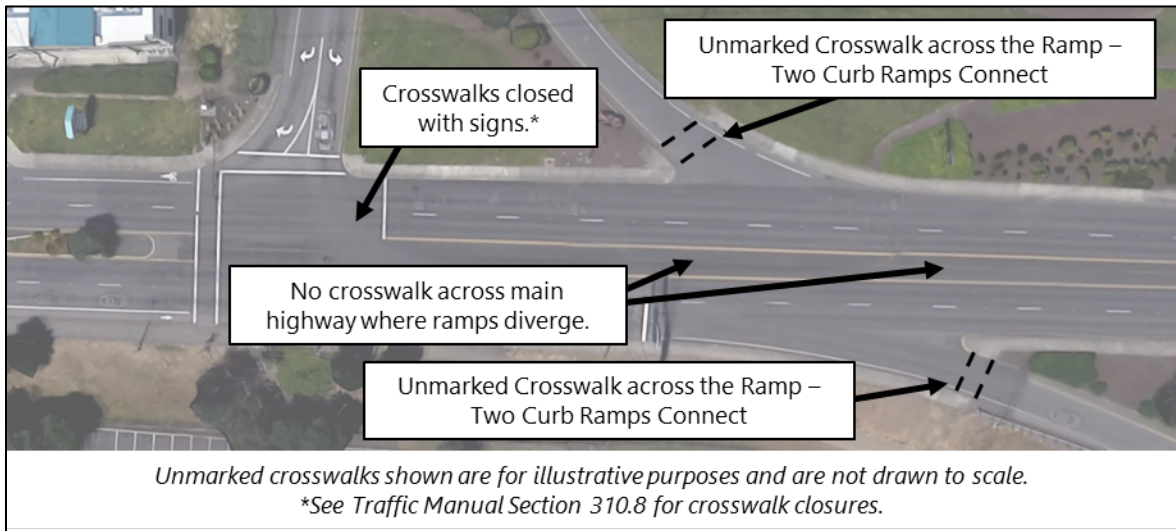 Unmarked Crosswalk across the Ramp –
Two Curb Ramps Connect
Crosswalks closed
with signs.*
No crosswalk across main
highway where ramps diverge.
Unmarked Crosswalk across the Ramp –
Two Curb Ramps Connect
Unmarked crosswalks shown are for illustrative purposes and are not drawn to scale.
*See Traffic Manual Section 310.8 for crosswalk closures.